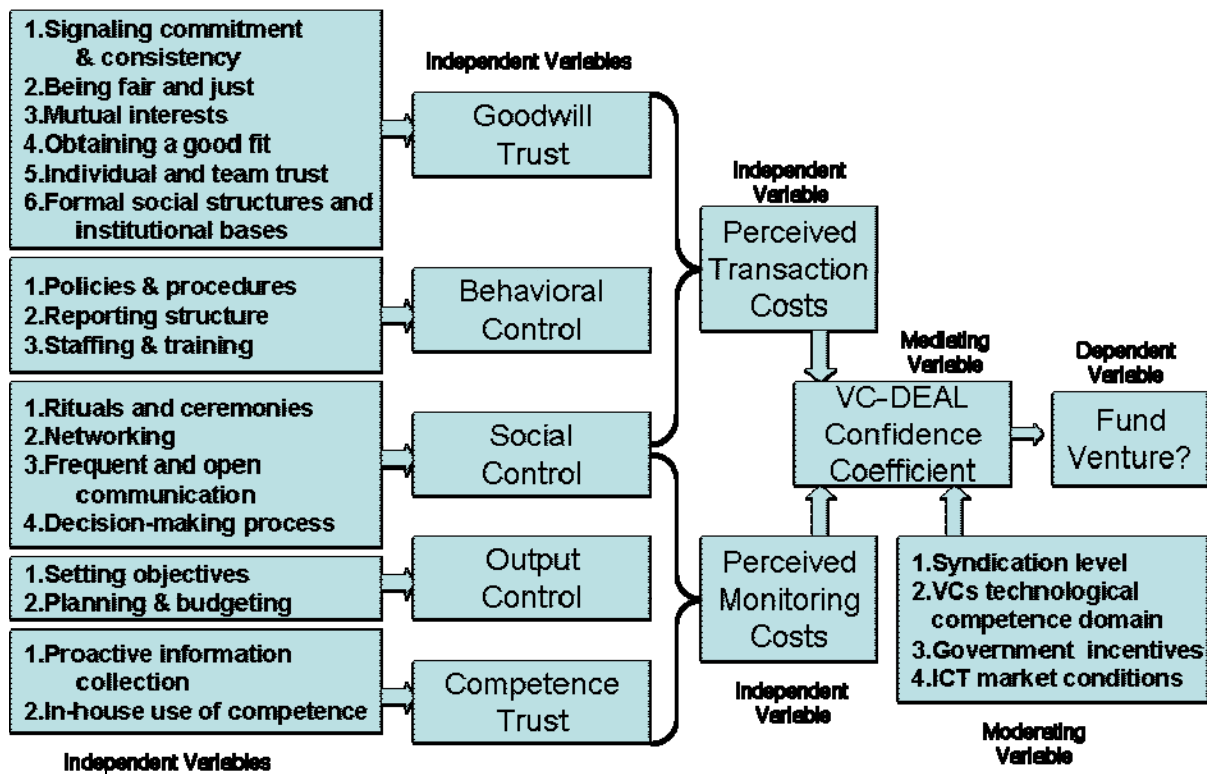 1.Signaling commitment
& consistency
2.Being fair and just
3.Mutual interests
4.Obtaining a good fit
5.Individual and team trust
6.Formal social structures and
institutional bases
1.Policies & procedures
2.Reporting structure
3.Staffing & training
1.Rituals and ceremonies
2.Networking
3.Frequent and open
communication
4.Decision-making process
1.Setting objectives
2.Planning & budgeting
1.Proactive information
collection
2.In-house use of competence
Independent Variables
Independent Variables
Goodwill
Trust
Behavioral
Control
Social
Control
Output
Control
Competence
Trust
Independent
Variable
Perceived
Transaction
Costs
Perceived
Monitoring
Costs
Independent
Variable
Mediating
Variable
VC-DEAL
Confidence
Coefficient
Dependent
Variable
Fund
Venture?
1.Syndication level
2.VCs technological
competence domain
3.Government incentives
4.ICT market conditions
Moderating
Variable